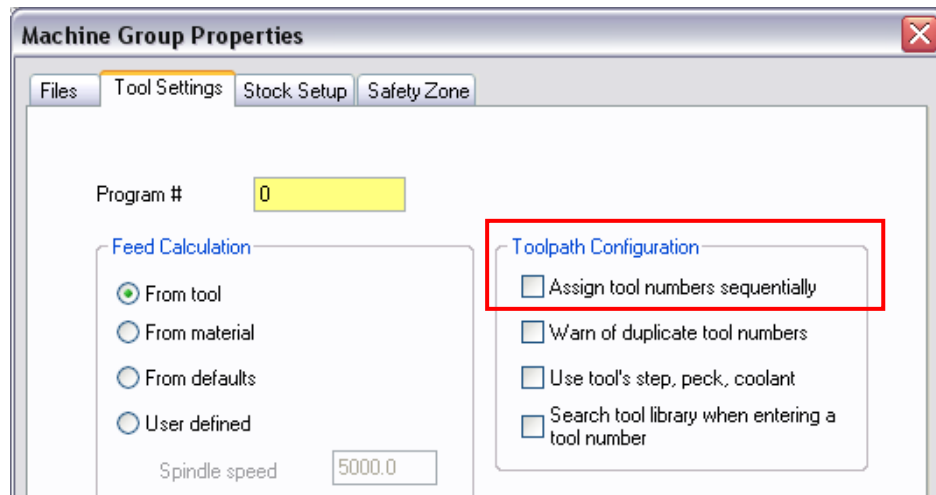 Machine Group Properties
Files Tool Settings Stock Setup Safety Zone
Program # 0
Feed Calculation
From tool
From material
From defaults
User defined
Spindle speed 5000.0
Toolpath Configuration
Assign tool numbers sequentially
Warn of duplicate tool numbers
Use tool's step, peck, coolant
Search tool library when entering a
tool number